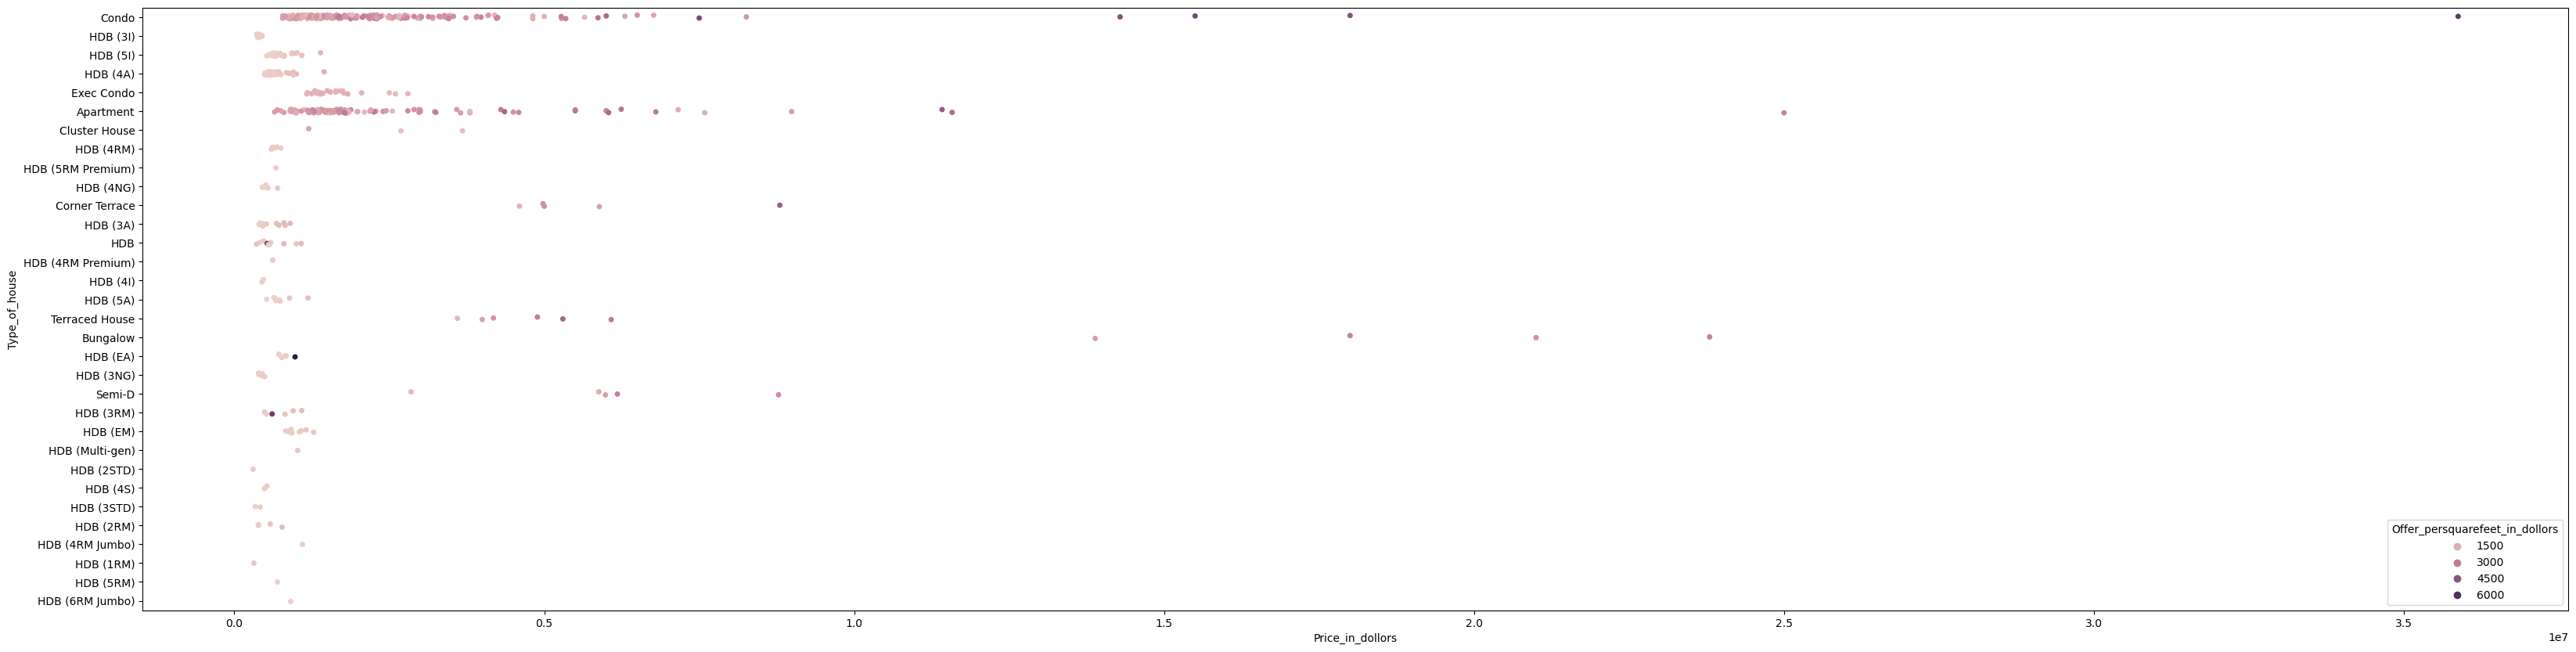 Type_of_house
Condo
HDB (3I)
HDB (5I)
HDB (4A)
Exec Condo
Apartment
Cluster House
HDB (4RM)
HDB (5RM Premium)
HDB (4NG)
Corner Terrace
HDB (3A)
HDB
HDB (4RM Premium)
HDB (4I)
HDB (5A)
Terraced House
Bungalow
HDB (EA)
HDB (3NG)
Semi-D
HDB (3RM)
HDB (EM)
HDB (Multi-gen)
HDB (2STD)
HDB (4S)
HDB (3STD)
HDB (2RM)
HDB (4RM Jumbo)
HDB (1RM)
HDB (5RM)
HDB (6RM Jumbo)
Offer_persquarefeet_in_dollors
1500
3000
4500
6000
0.0 0.5 1.0 1.5 2.0 2.5 3.0 3.5
1e7
Price_in_dollors